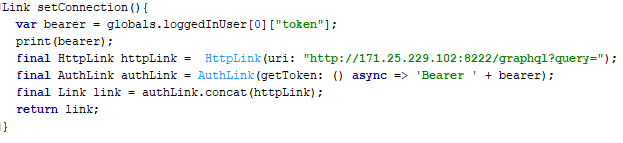 Link setConnection(){
var bearer = globals.loggedInUser[0]["token"];
print(bearer);
final HttpLink httpLink =  HttpLink(uri: "http://171.25.229.102:8222/graphql?query=");
final AuthLink authLink = AuthLink(getToken: () async => 'Bearer ' + bearer);
final Link link = authLink.concat(httpLink);
return link;
}